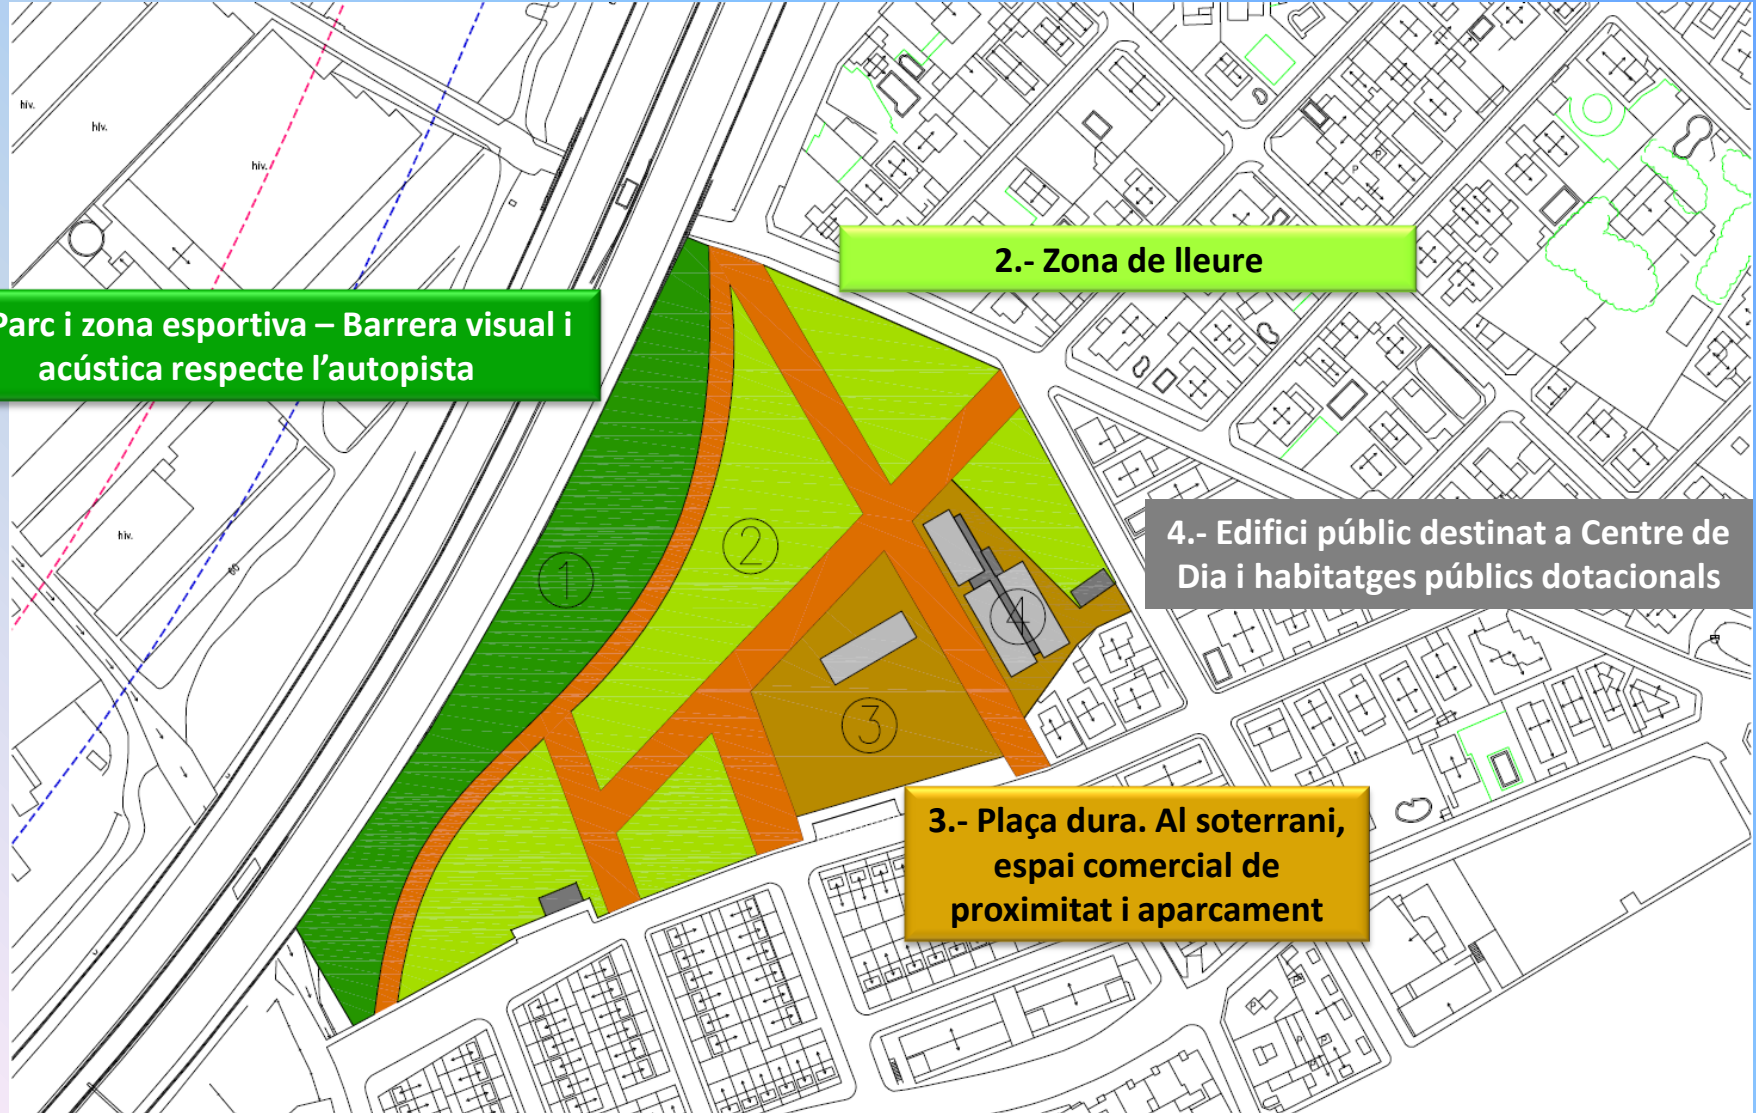 hiv.
hiv.
hiv.
2.- Zona de lleure
Parc i zona esportiva – Barrera visual i
acústica respecte l'autopista
hiv.
4.- Edifici públic destinat a Centre de
Dia i habitatges públics dotacionals
1
2
4
3
3.- Plaça dura. Al soterrani,
espai comercial de
proximitat i aparcament
P
P